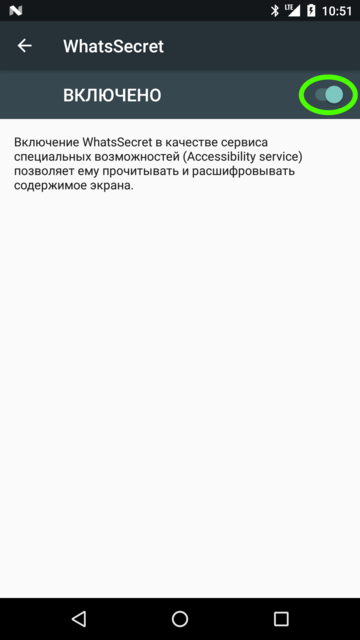 LTE 10:51
WhatsSecret
ВКЛЮЧЕНО
Включение WhatsSecret в качестве сервиса
специальных возможностей (Accessibility service)
позволяет ему прочитывать и расшифровывать
содержимое экрана.